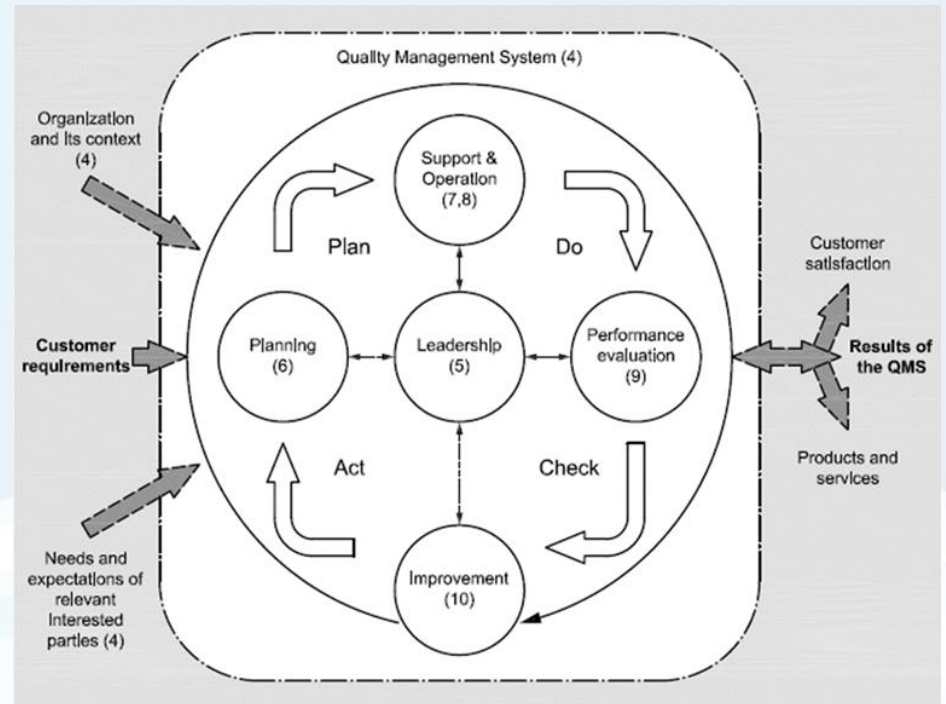 Quality Management System (4)
Organization
and its context
(4)
Support &
Operation
(7,8)
Plan
Do
Customer
satisfaction
Customer
requirements
Planning
(6)
Leadership
(5)
Performance
evaluation
(9)
Results of
the QMS
Act
Check
Products and
services
Needs and
expectations of
relevant
interested
parties (4)
Improvement
(10)